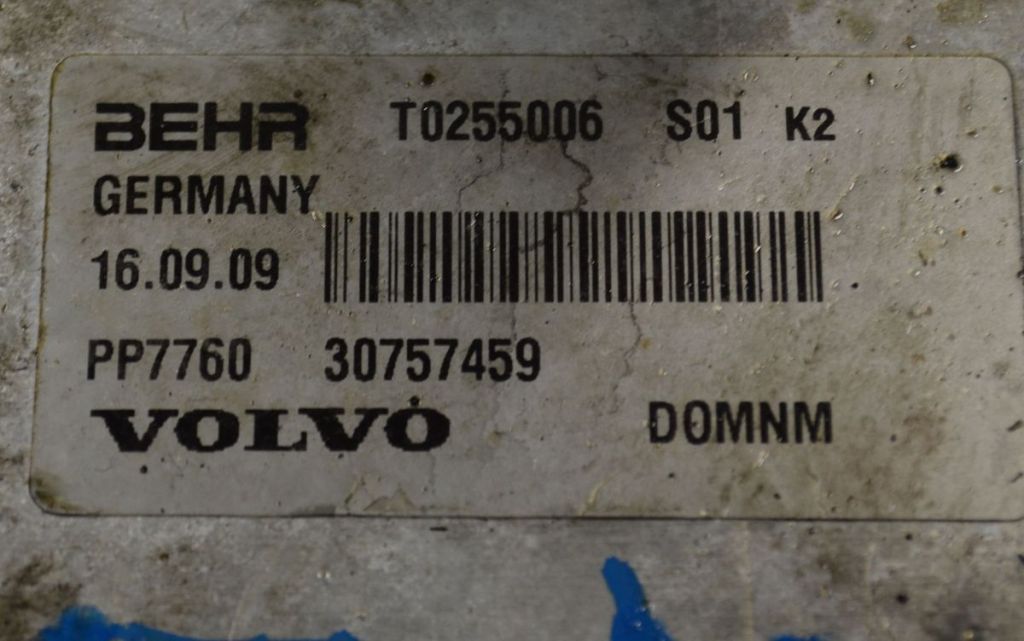 BEHR T0255006 S01 K2
GERMANY
16.09.09
PP7760 30757459
VOLVO DOMNM